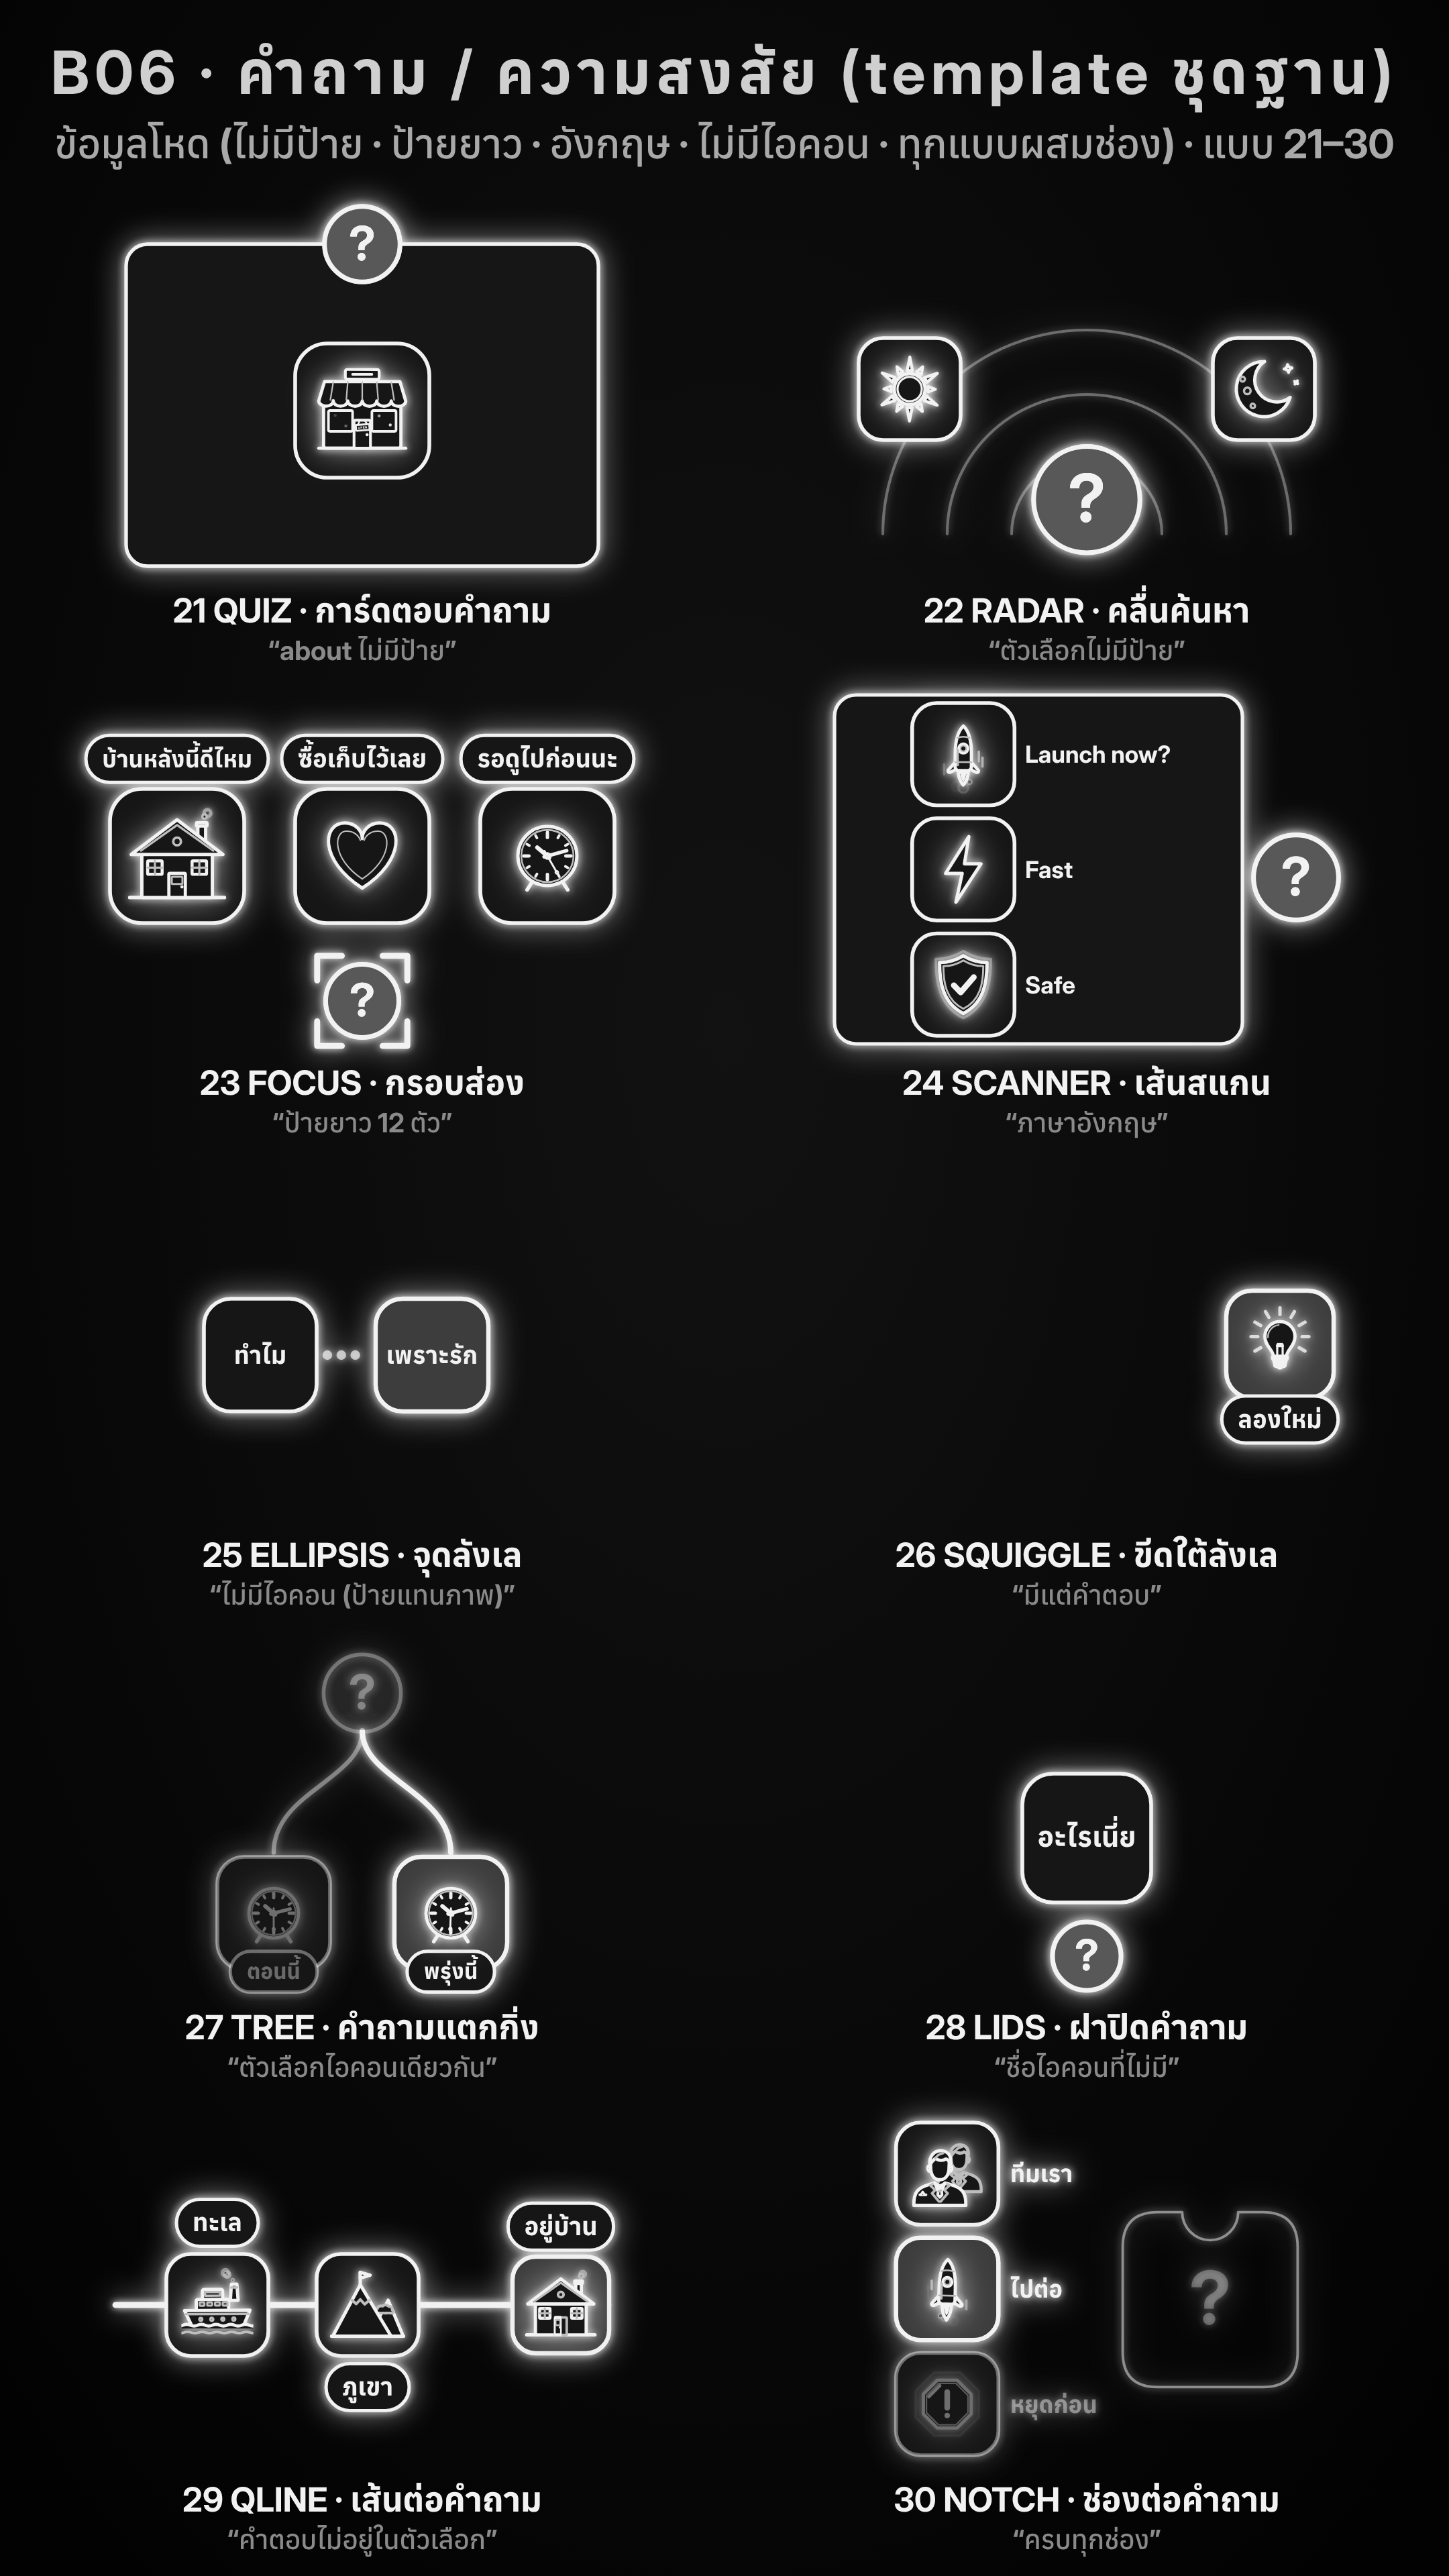 B06 · คำถาม / ความสงสัย (template ชุดฐาน)
ข้อมูลโหด (ไม่มีป้าย · ป้ายยาว · อังกฤษ · ไม่มีไอคอน · ทุกแบบผสมช่อง) · แบบ 21–30
?
21 QUIZ · การ์ดตอบคำถาม
“about ไม่มีป้าย”
?
22 RADAR · คลื่นค้นหา
“ตัวเลือกไม่มีป้าย”
บ้านหลังนี้ดีไหม
ซื้อเก็บไว้เลย
รอดูไปก่อนนะ
?
23 FOCUS · กรอบส่อง
“ป้ายยาว 12 ตัว”
Launch now?
Fast
Safe
?
24 SCANNER · เส้นสแกน
“ภาษาอังกฤษ”
ทำไม
เพราะรัก
25 ELLIPSIS · จุดลังเล
“ไม่มีไอคอน (ป้ายแทนภาพ)”
ลองใหม่
26 SQUIGGLE · ขีดใต้ลังเล
“มีแต่คำตอบ”
?
ตอนนี้
พรุ่งนี้
27 TREE · คำถามแตกกิ่ง
“ตัวเลือกไอคอนเดียวกัน”
อะไรเนี่ย
?
28 LIDS · ฝาปิดคำถาม
“ชื่อไอคอนที่ไม่มี”
ทะเล
ภูเขา
อยู่บ้าน
29 QLINE · เส้นต่อคำถาม
“คำตอบไม่อยู่ในตัวเลือก”
ทีมเรา
ไปต่อ
หยุดก่อน
?
30 NOTCH · ช่องต่อคำถาม
“ครบทุกช่อง”